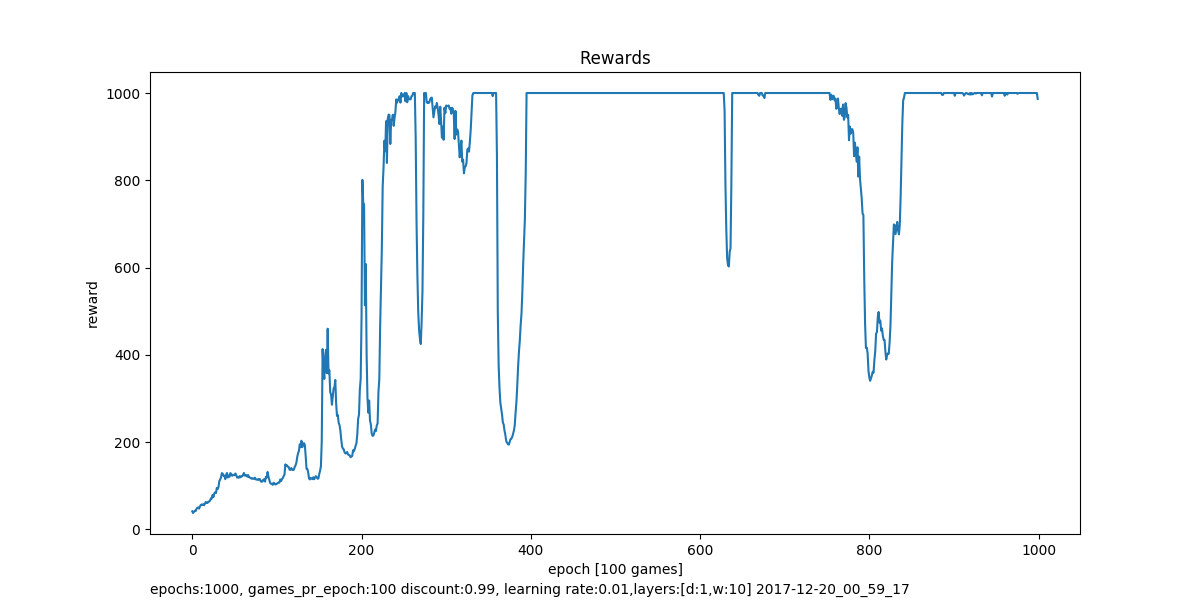 Rewards
1000
800
600
400
200
0
reward
0 200 400 600 800 1000
epoch [100 games]
epochs:1000, games_pr_epoch:100 discount:0.99, learning rate:0.01,layers:[d:1,w:10] 2017-12-20_00_59_17